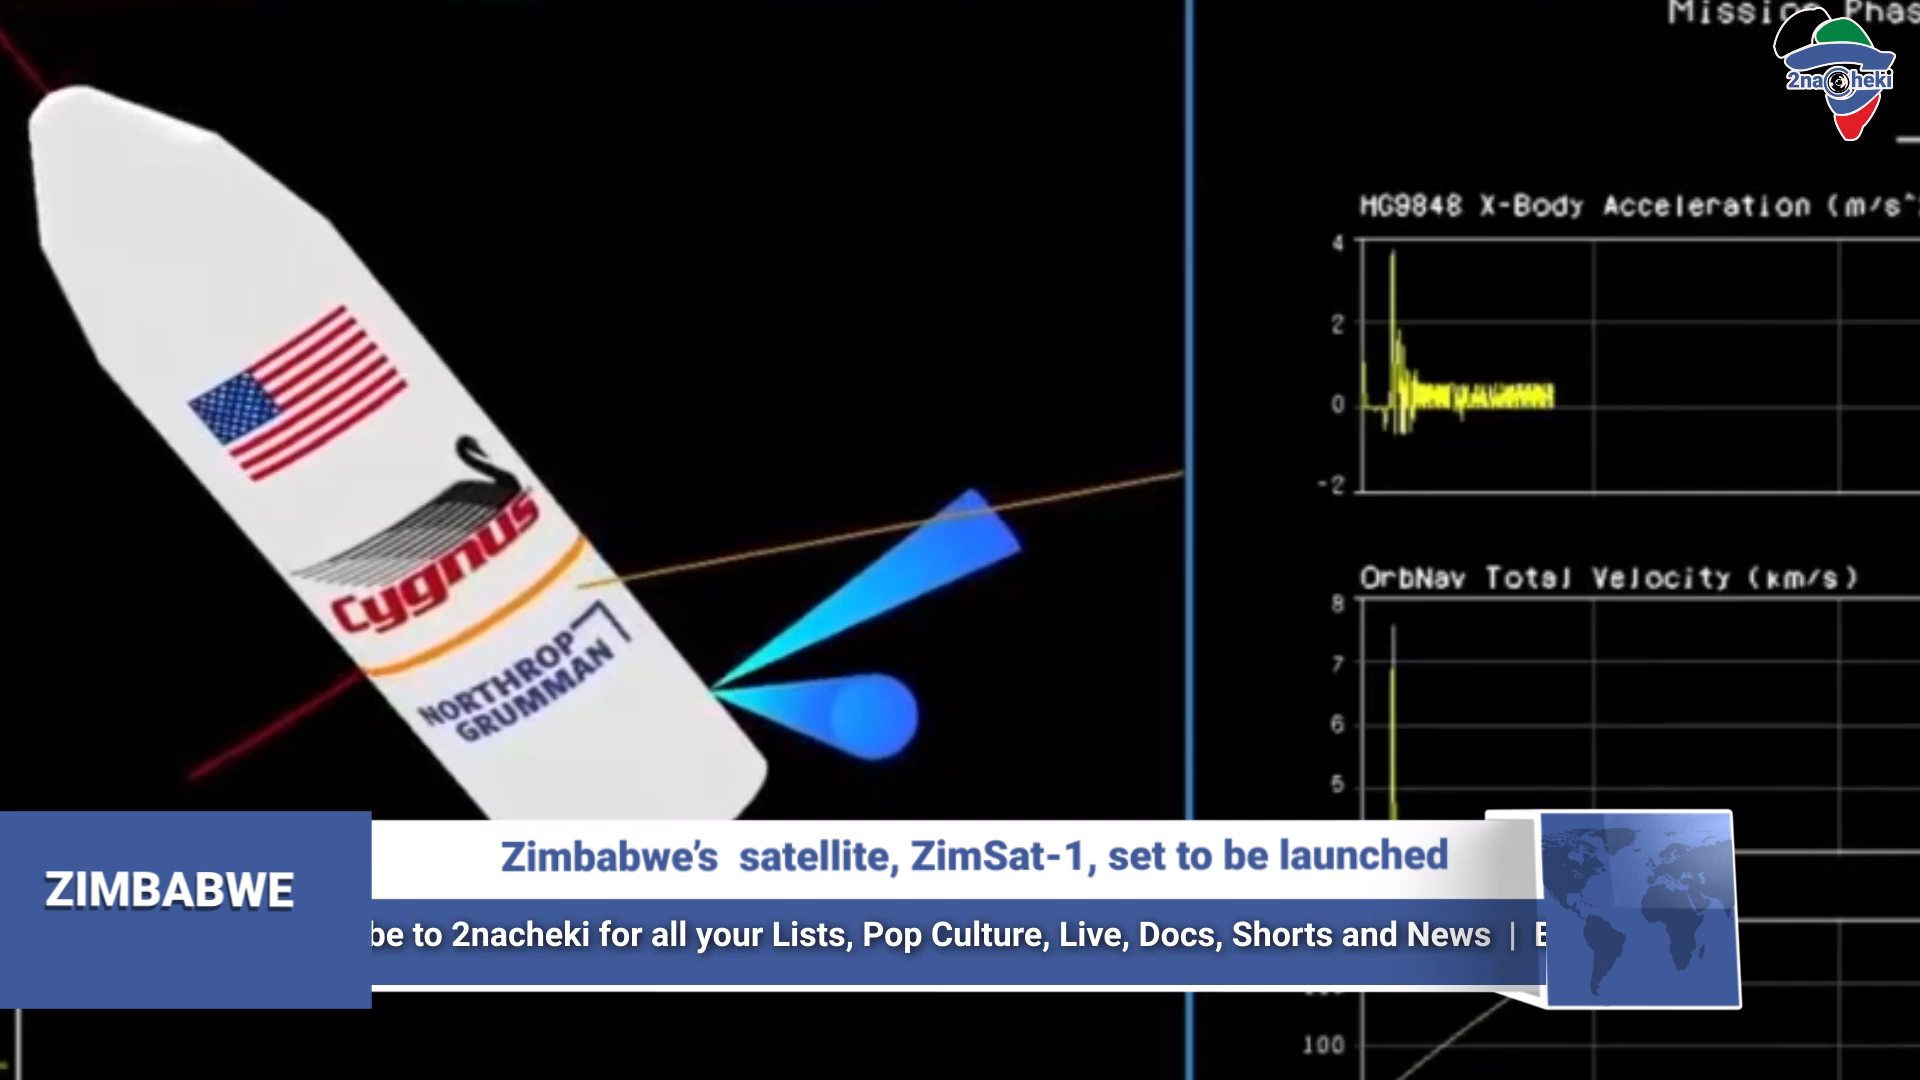 Mission Phas
2nacheki
HG9848 X-Body Acceleration (m/s^
4
2
0
-2
Cygnus
NORTHROP
GRUMMAN
OrbNav Total Velocity (km/s)
8
7
6
5
100
ZIMBABWE
Zimbabwe's satellite, ZimSat-1, set to be launched
be to 2nacheki for all your Lists, Pop Culture, Live, Docs, Shorts and News | E